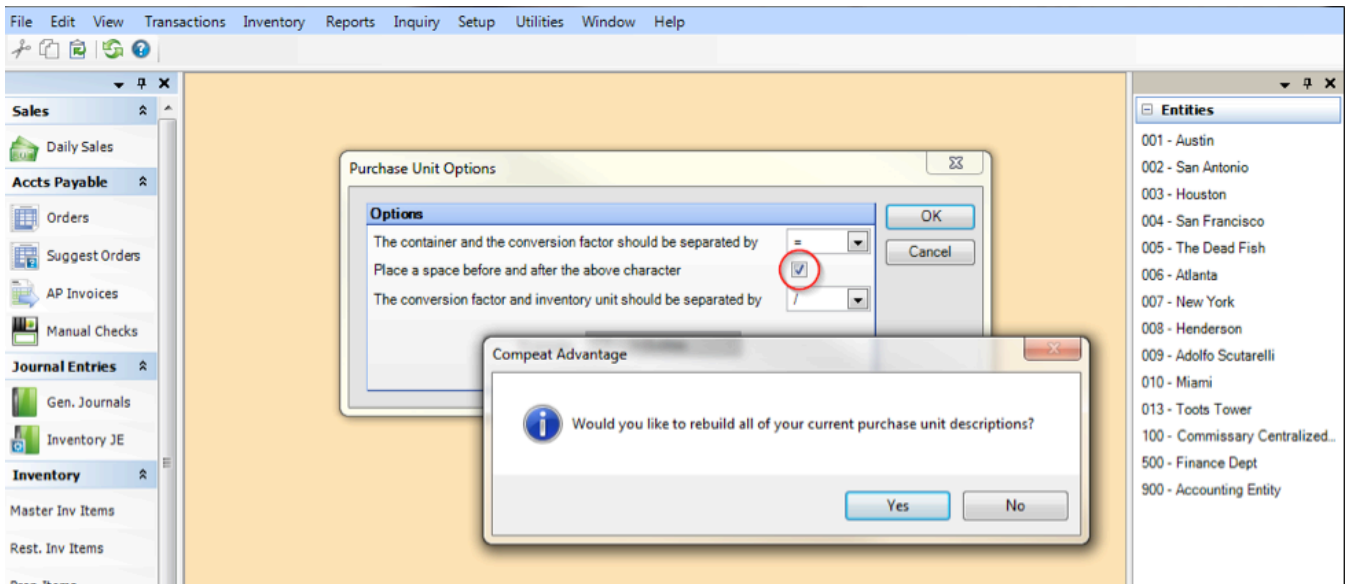 File Edit View Transactions Inventory Reports Inquiry Setup Utilities Window Help
Sales
Daily Sales
Accts Payable
Orders
Suggest Orders
AP Invoices
Manual Checks
Journal Entries
Gen. Journals
Inventory JE
Inventory
Master Inv Items
Rest. Inv Items
Purchase Unit Options
Options
The container and the conversion factor should be separated by =
Place a space before and after the above character
The conversion factor and inventory unit should be separated by /
OK
Cancel
Compeat Advantage
Would you like to rebuild all of your current purchase unit descriptions?
Yes No
Entities
001 - Austin
002 - San Antonio
003 - Houston
004 - San Francisco
005 - The Dead Fish
006 - Atlanta
007 - New York
008 - Henderson
009 - Adolfo Scutarelli
010 - Miami
013 - Toots Tower
100 - Commissary Centralized...
500 - Finance Dept
900 - Accounting Entity